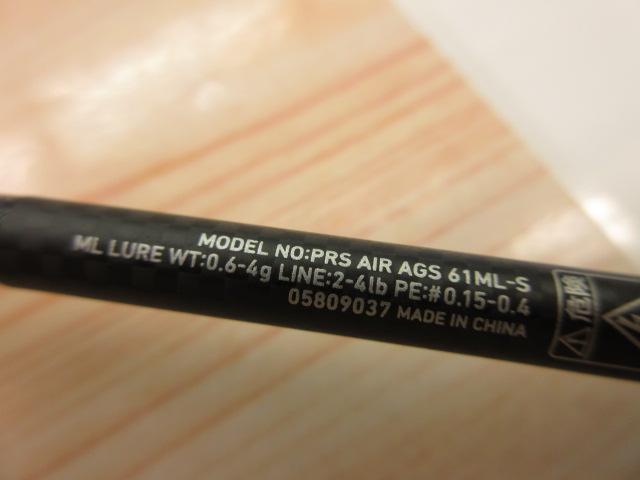 MODEL NO:PRS AIR AGS 61ML-S
ML LURE WT:0.6-4g LINE:2-4lb PE:#0.15-0.4
05809037 MADE IN CHINA
危険